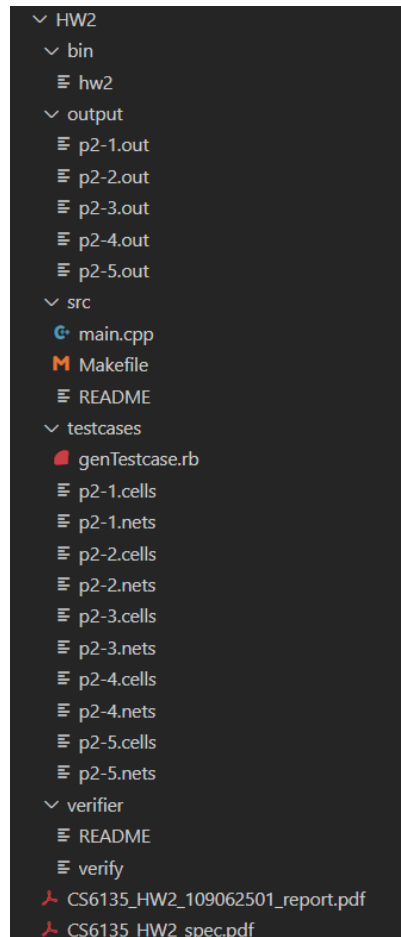 HW2
bin
hw2
output
p2-1.out
p2-2.out
p2-3.out
p2-4.out
p2-5.out
src
main.cpp
Makefile
README
testcases
genTestcase.rb
p2-1.cells
p2-1.nets
p2-2.cells
p2-2.nets
p2-3.cells
p2-3.nets
p2-4.cells
p2-4.nets
p2-5.cells
p2-5.nets
verifier
README
verify
CS6135_HW2_109062501_report.pdf
CS6135_HW2_spec.pdf